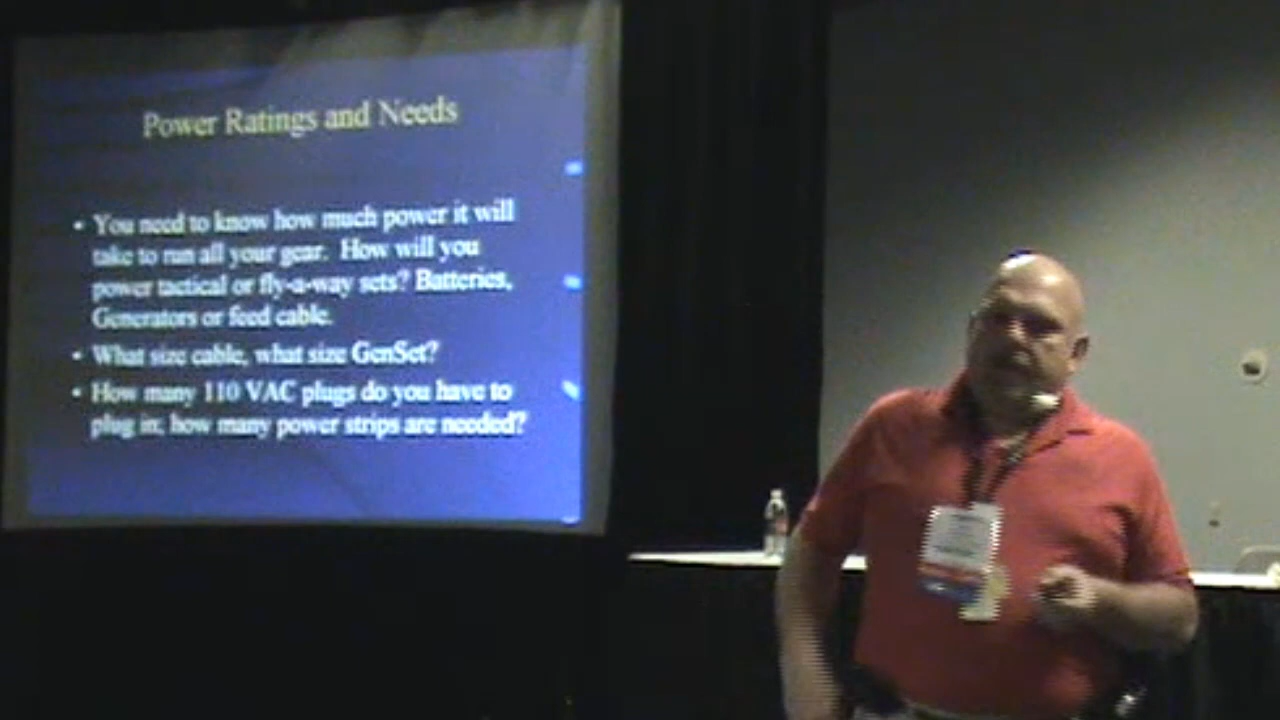 Power Ratings and Needs
• You need to know how much power it will
take to run all your gear. How will you
power tactical or fly-a-way sets? Batteries,
Generators or feed cable.
• What size cable, what size GenSet?
• How many 110 VAC plugs do you have to
plug in, how many power strips are needed?